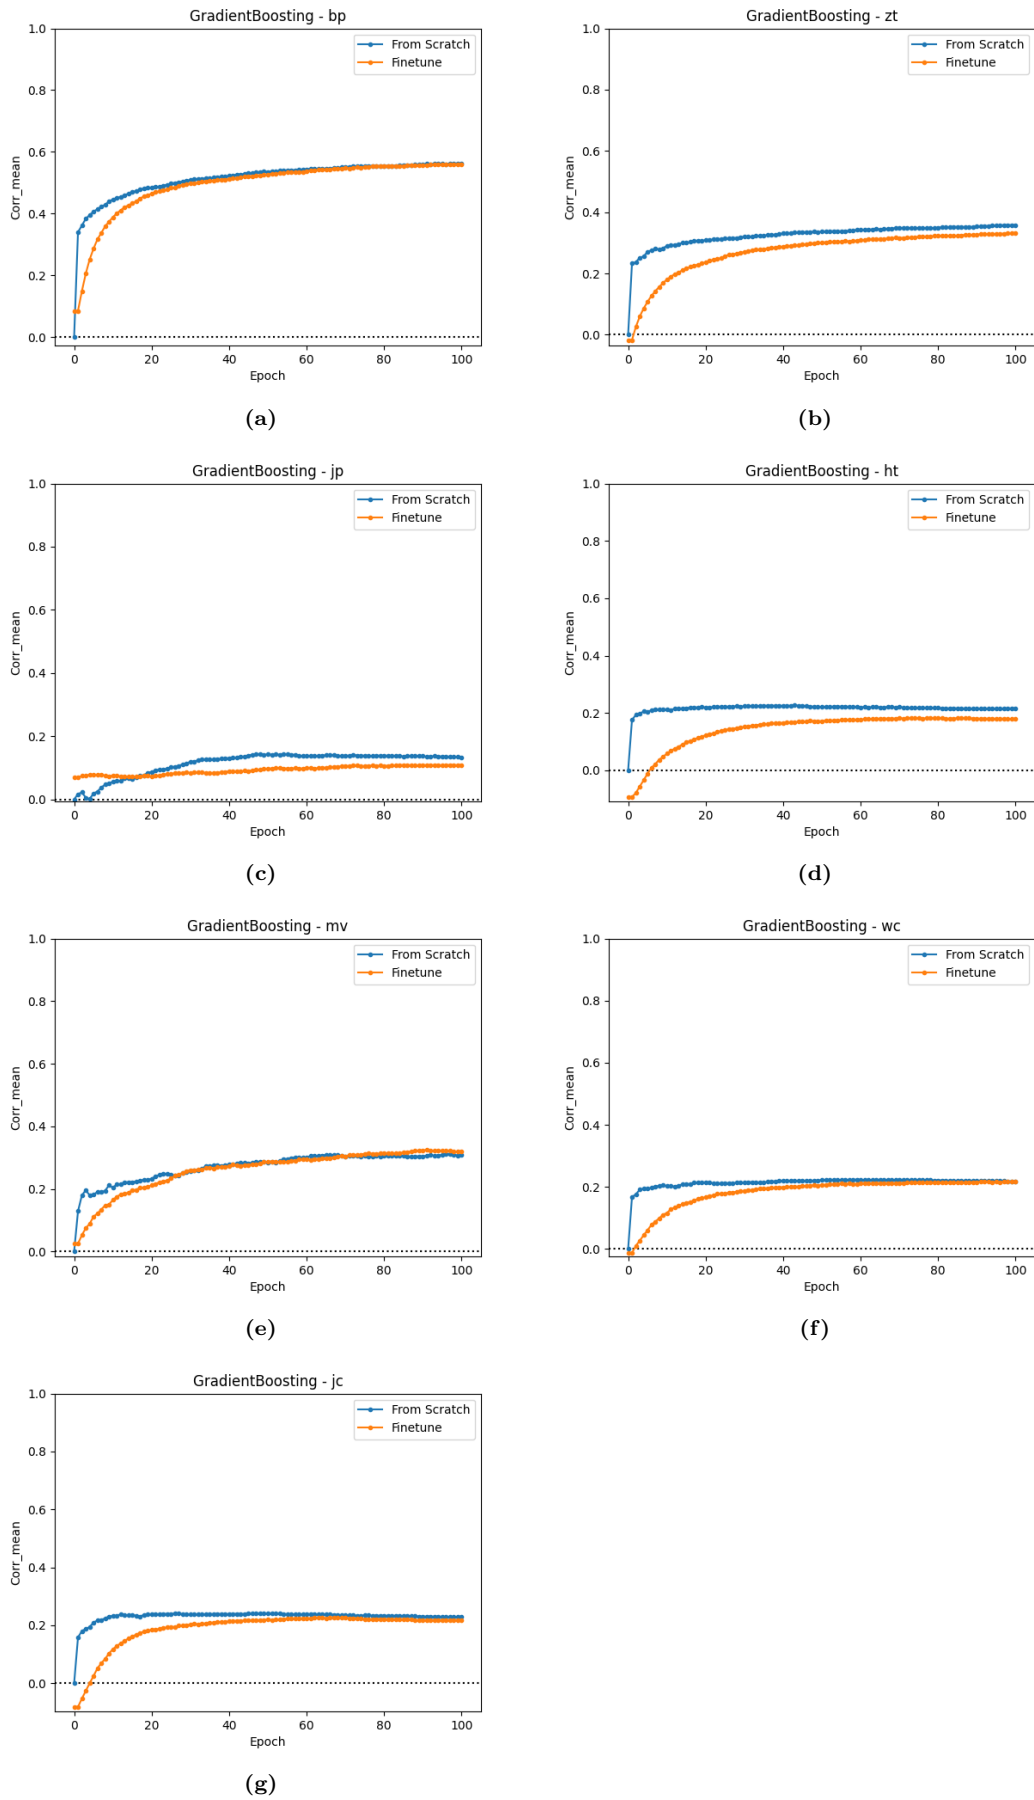 GradientBoosting - bp
From Scratch
Finetune
1.0
0.8
0.6
0.4
0.2
0.0
Corr_mean
0 20 40 60 80 100
Epoch
(a)
GradientBoosting - zt
From Scratch
Finetune
1.0
0.8
0.6
0.4
0.2
0.0
Corr_mean
0 20 40 60 80 100
Epoch
(b)
GradientBoosting - jp
From Scratch
Finetune
1.0
0.8
0.6
0.4
0.2
0.0
Corr_mean
0 20 40 60 80 100
Epoch
(c)
GradientBoosting - ht
From Scratch
Finetune
1.0
0.8
0.6
0.4
0.2
0.0
Corr_mean
0 20 40 60 80 100
Epoch
(d)
GradientBoosting - mv
From Scratch
Finetune
1.0
0.8
0.6
0.4
0.2
0.0
Corr_mean
0 20 40 60 80 100
Epoch
(e)
GradientBoosting - wc
From Scratch
Finetune
1.0
0.8
0.6
0.4
0.2
0.0
Corr_mean
0 20 40 60 80 100
Epoch
(f)
GradientBoosting - jc
From Scratch
Finetune
1.0
0.8
0.6
0.4
0.2
0.0
Corr_mean
0 20 40 60 80 100
Epoch
(g)